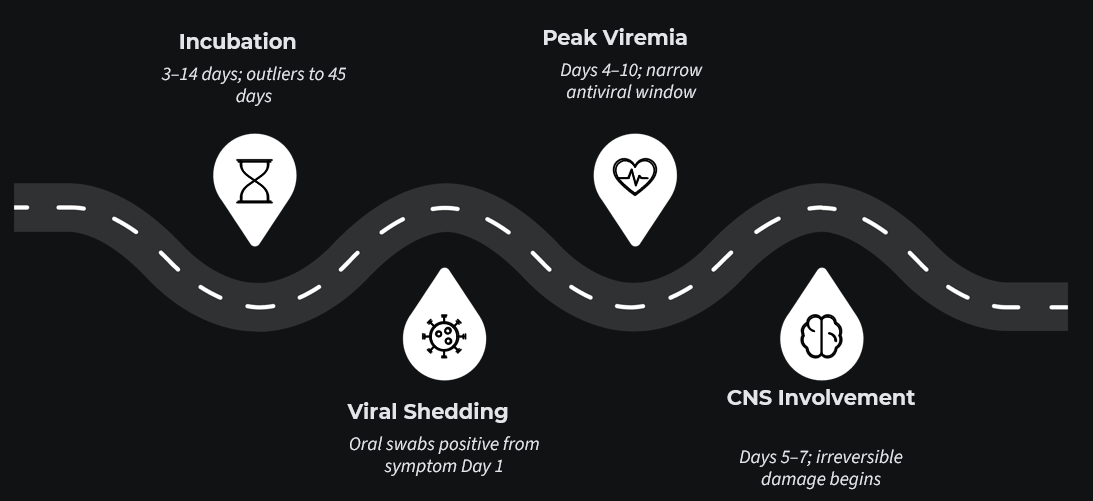 Incubation
3–14 days; outliers to 45
days
Viral Shedding
Oral swabs positive from
symptom Day 1
Peak Viremia
Days 4–10; narrow
antiviral window
CNS Involvement
Days 5–7; irreversible
damage begins